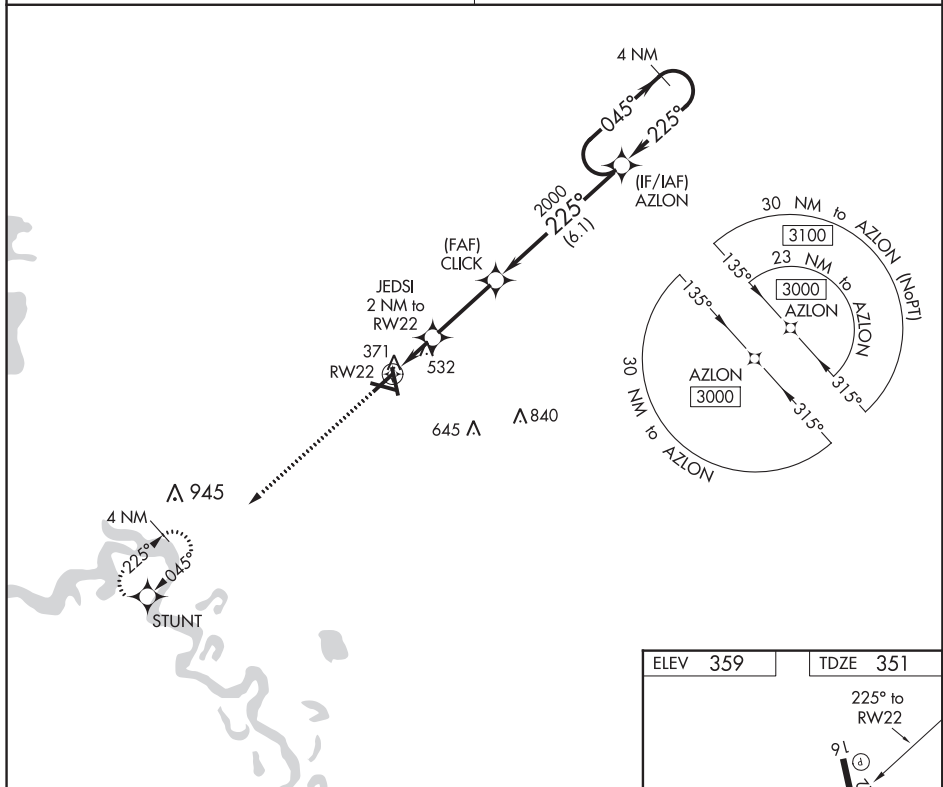 4 NM
045°
225°
(IF/IAF)
AZLON
2000
225°
(6.1)
(FAF)
CLICK
JEDSI
2 NM to
RW22
371
532
RW22
645
840
945
4 NM
225°
045°
STUNT
30 NM to AZLON (NoPT)
3100
23 NM to AZLON
3000
AZLON
135°
315°
135°
AZLON
3000
315°
30 NM to AZLON
ELEV 359
TDZE 351
225° to
RW22
16
P